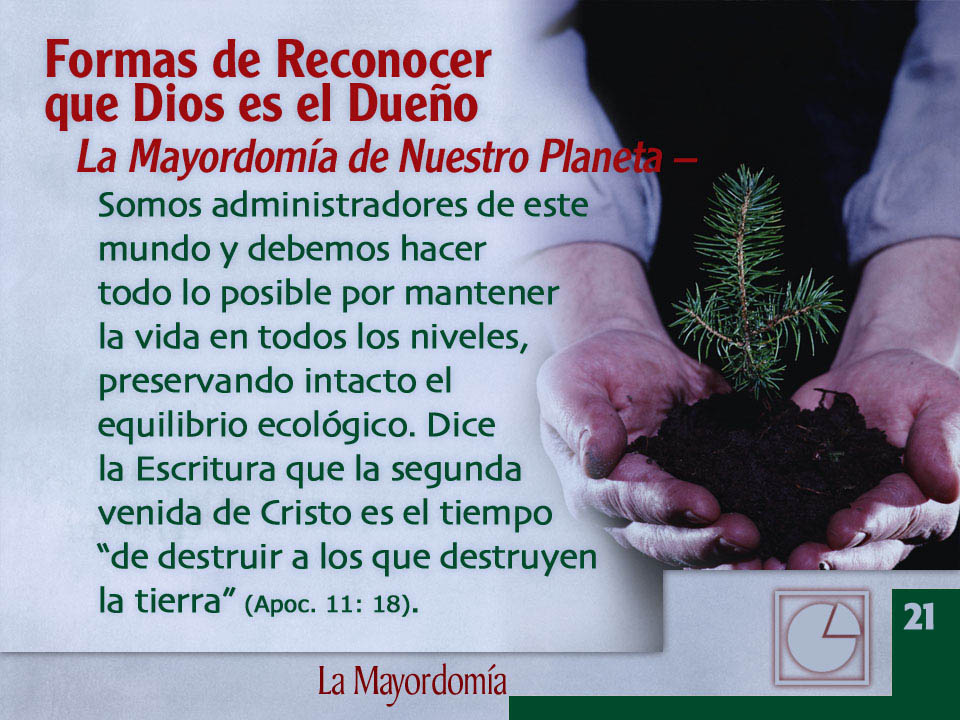 Formas de Reconocer
que Dios es el Dueño
La Mayordomía de Nuestro Planeta –
Somos administradores de este
mundo y debemos hacer
todo lo posible por mantener
la vida en todos los niveles,
preservando intacto el
equilibrio ecológico. Dice
la Escritura que la segunda
venida de Cristo es el tiempo
“de destruir a los que destruyen
la tierra” (Apoc. 11: 18).
21
La Mayordomía